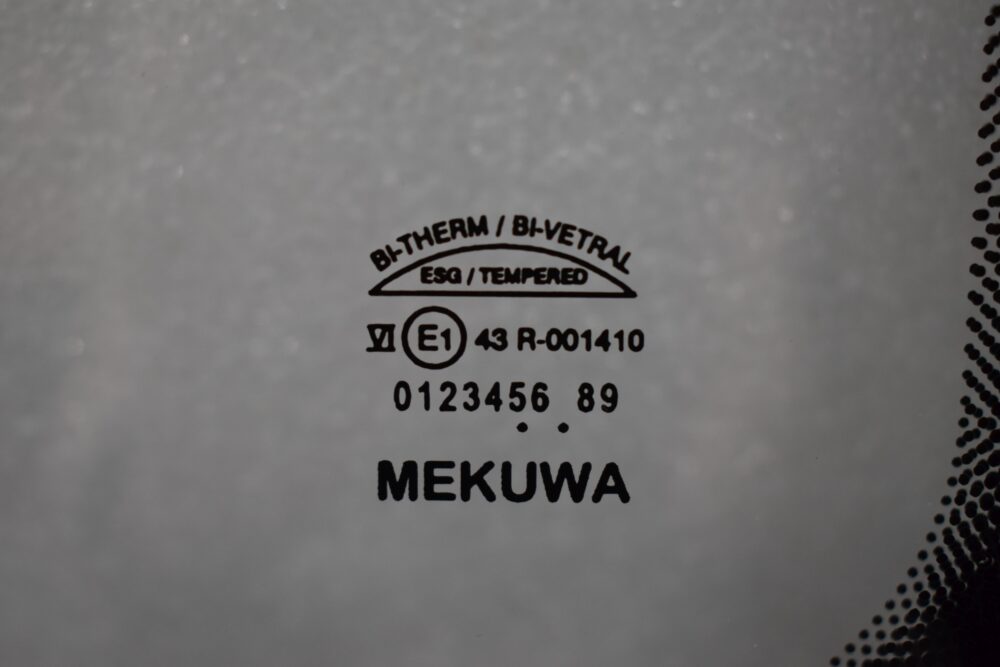 BI-THERM / BI-VETRAL
ESG / TEMPERED
VI E1 43 R-001410
0123456 89
. .
MEKUWA